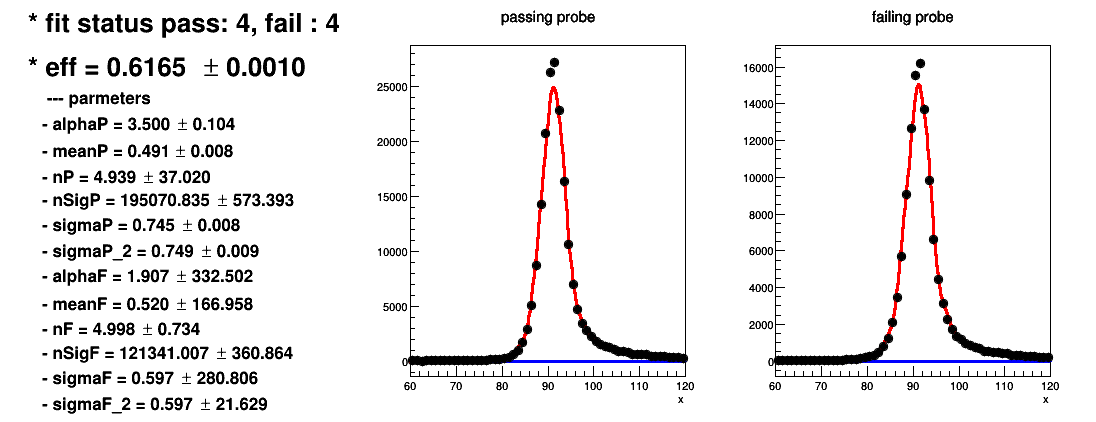 * fit status pass: 4, fail : 4
* eff = 0.6165 ± 0.0010
--- parmeters
- alphaP = 3.500 ± 0.104
- meanP = 0.491 ± 0.008
- nP = 4.939 ± 37.020
- nSigP = 195070.835 ± 573.393
- sigmaP = 0.745 ± 0.008
- sigmaP_2 = 0.749 ± 0.009
- alphaF = 1.907 ± 332.502
- meanF = 0.520 ± 166.958
- nF = 4.998 ± 0.734
- nSigF = 121341.007 ± 360.864
- sigmaF = 0.597 ± 280.806
- sigmaF_2 = 0.597 ± 21.629
passing probe
25000
20000
15000
10000
5000
0
60 70 80 90 100 110 120
x
failing probe
16000
14000
12000
10000
8000
6000
4000
2000
0
60 70 80 90 100 110 120
x